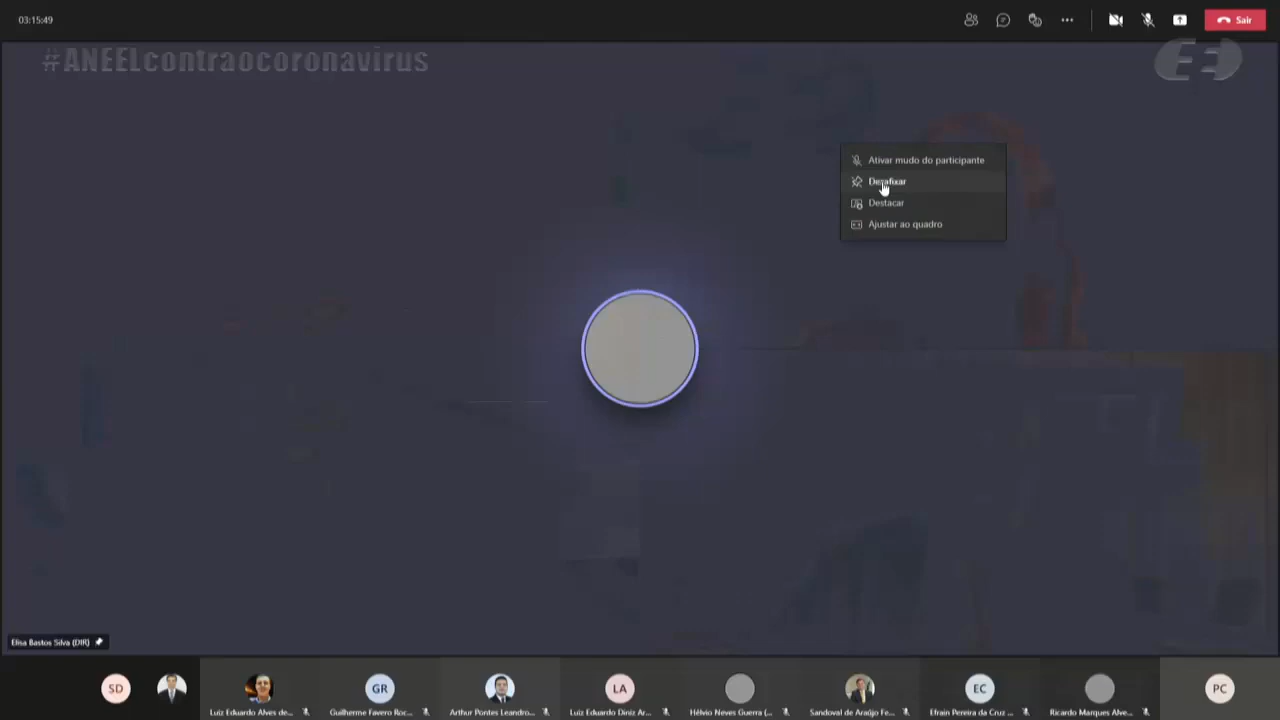 03:15:49
Sair
#ANEELcontraocoronavirus
Ativar mudo do participante
Desafixar
Destacar
Ajustar ao quadro
Elisa Bastos Silva (DIR)
SD
GR
LA
EC
PC
Luiz Eduardo Alves de...
Guilherme Favero Roc...
Arthur Pontes Leandro...
Luiz Eduardo Diniz Ar...
Hélvio Neves Guerra (...
Sandoval de Araújo Fe...
Efrain Pereira da Cruz ...
Ricardo Marques Alve...